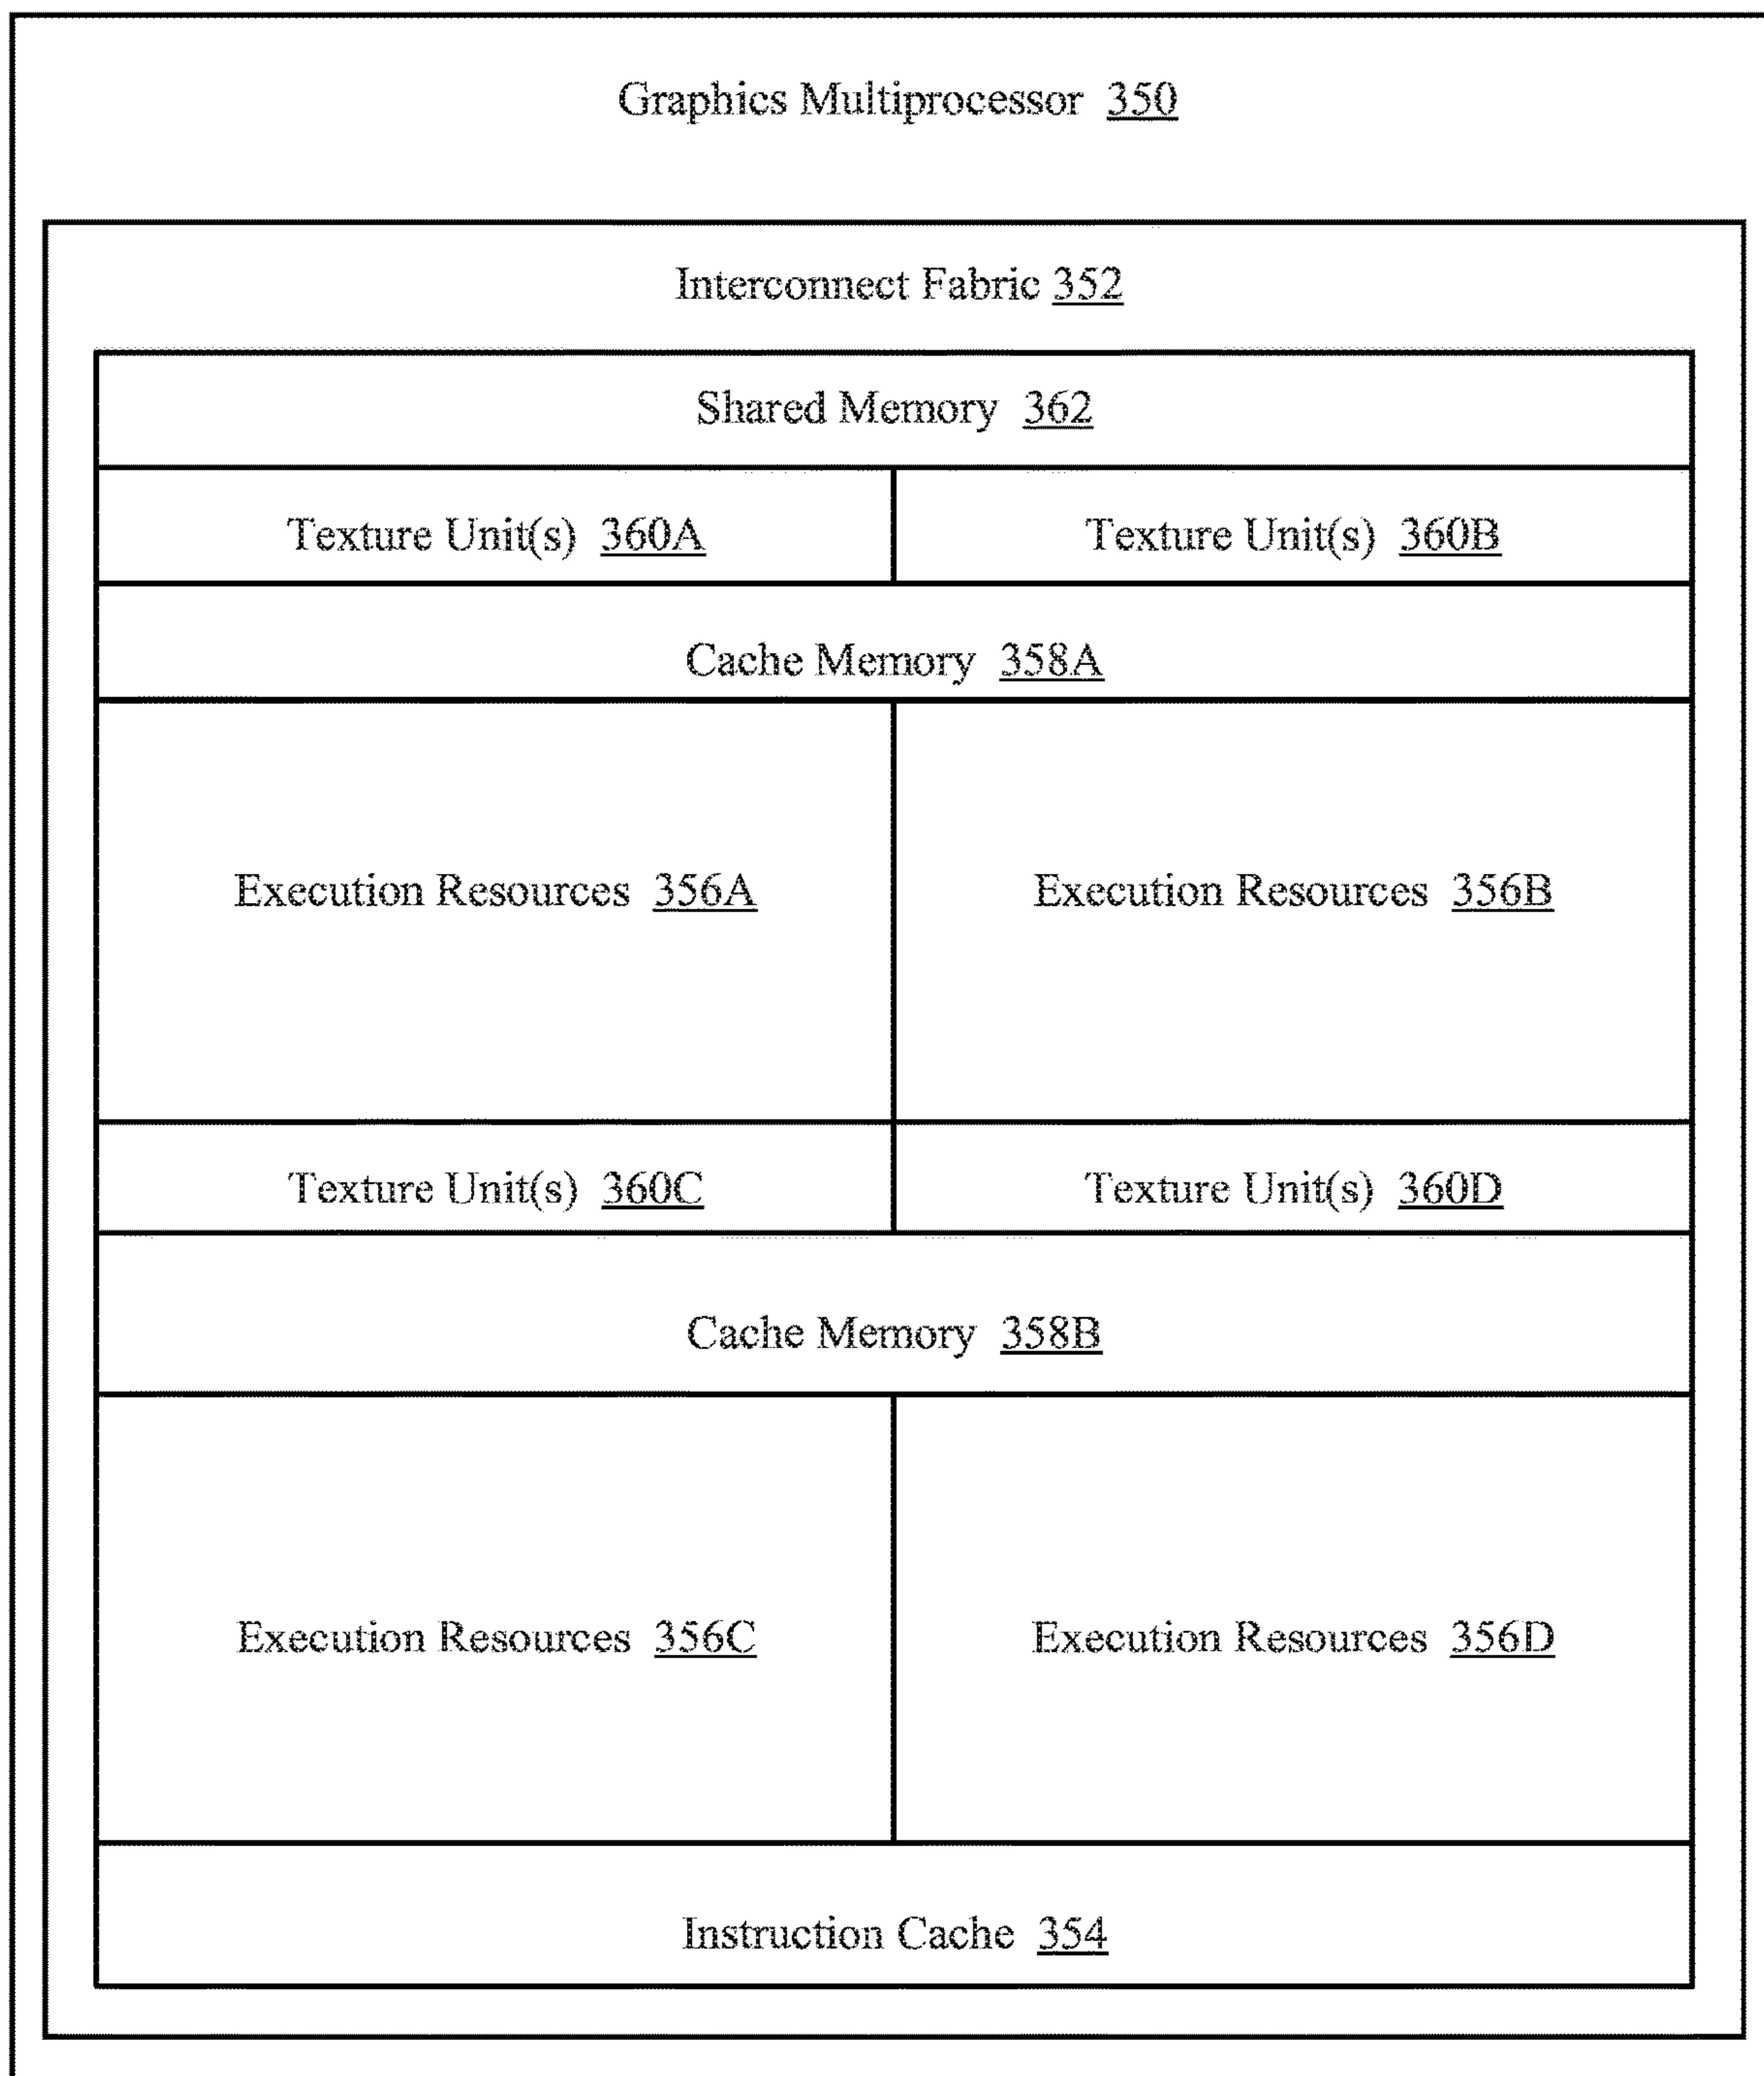 Graphics Multiprocessor 350
Interconnect Fabric 352
Shared Memory 362
Texture Unit(s) 360A
Texture Unit(s) 360B
Cache Memory 358A
Execution Resources 356A
Execution Resources 356B
Texture Unit(s) 360C
Texture Unit(s) 360D
Cache Memory 358B
Execution Resources 356C
Execution Resources 356D
Instruction Cache 354